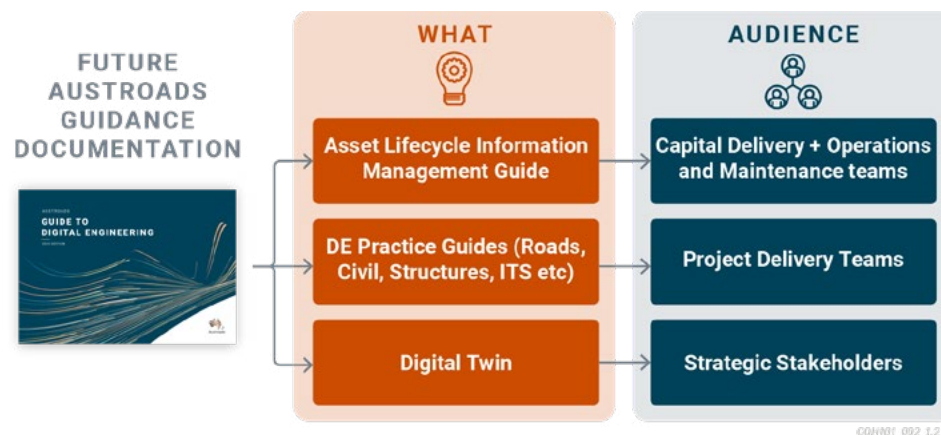 FUTURE
AUSTROADS
GUIDANCE
DOCUMENTATION
AUSTROADS
GUIDE TO
DIGITAL ENGINEERING
WHAT
Asset Lifecycle Information
Management Guide
DE Practice Guides (Roads,
Civil, Structures, ITS etc)
Digital Twin
AUDIENCE
Capital Delivery + Operations
and Maintenance teams
Project Delivery Teams
Strategic Stakeholders